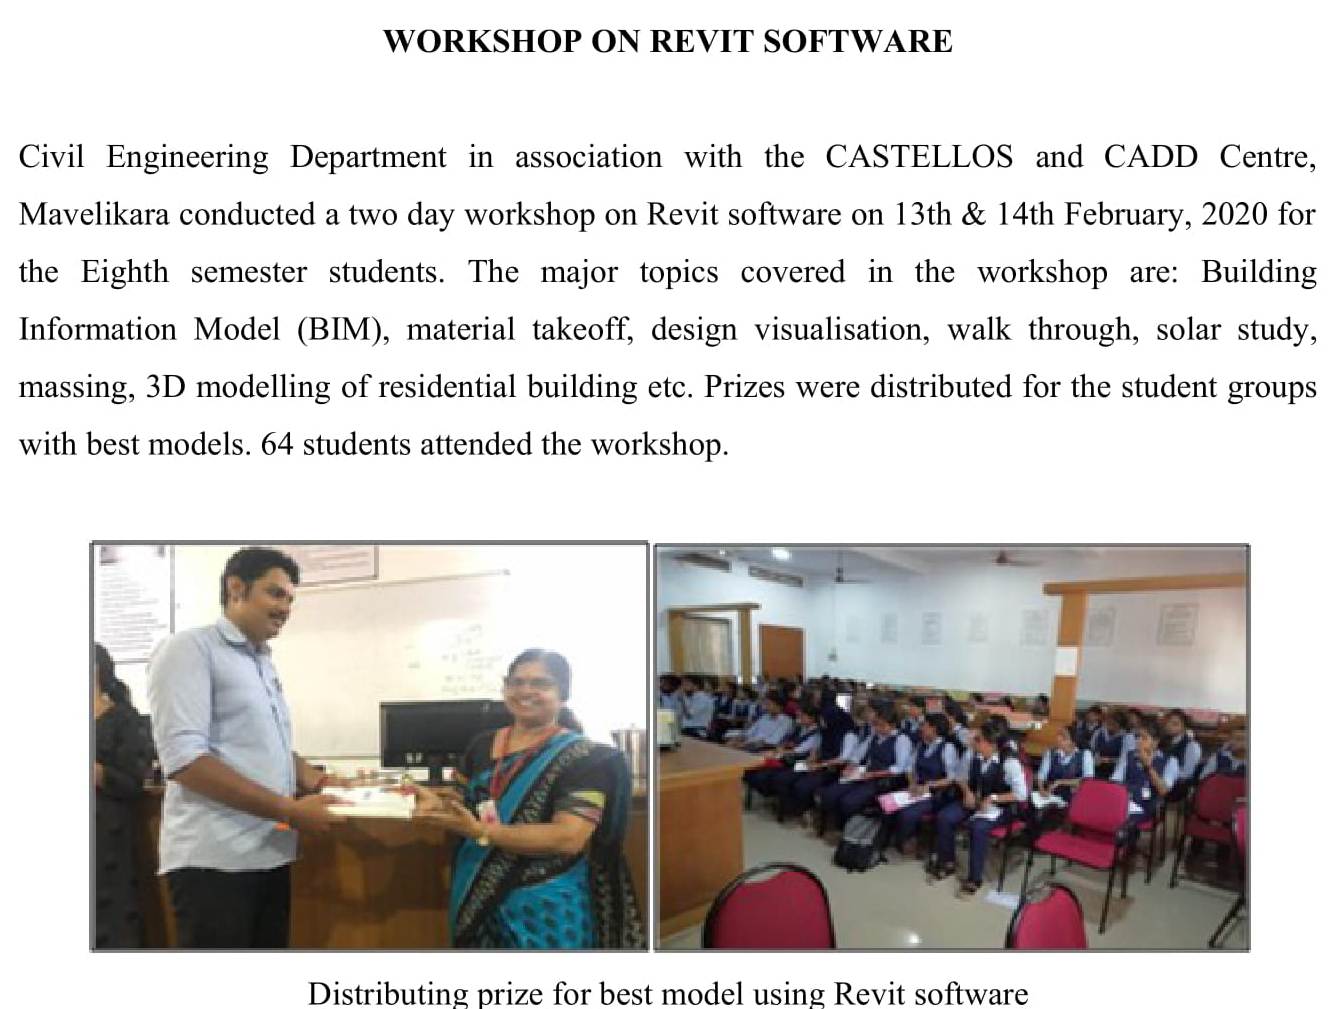 WORKSHOP ON REVIT SOFTWARE
Civil Engineering Department in association with the CASTELLOS and CADD Centre,
Mavelikara conducted a two day workshop on Revit software on 13th & 14th February, 2020 for
the Eighth semester students. The major topics covered in the workshop are: Building
Information Model (BIM), material takeoff, design visualisation, walk through, solar study,
massing, 3D modelling of residential building etc. Prizes were distributed for the student groups
with best models. 64 students attended the workshop.
Distributing prize for best model using Revit software